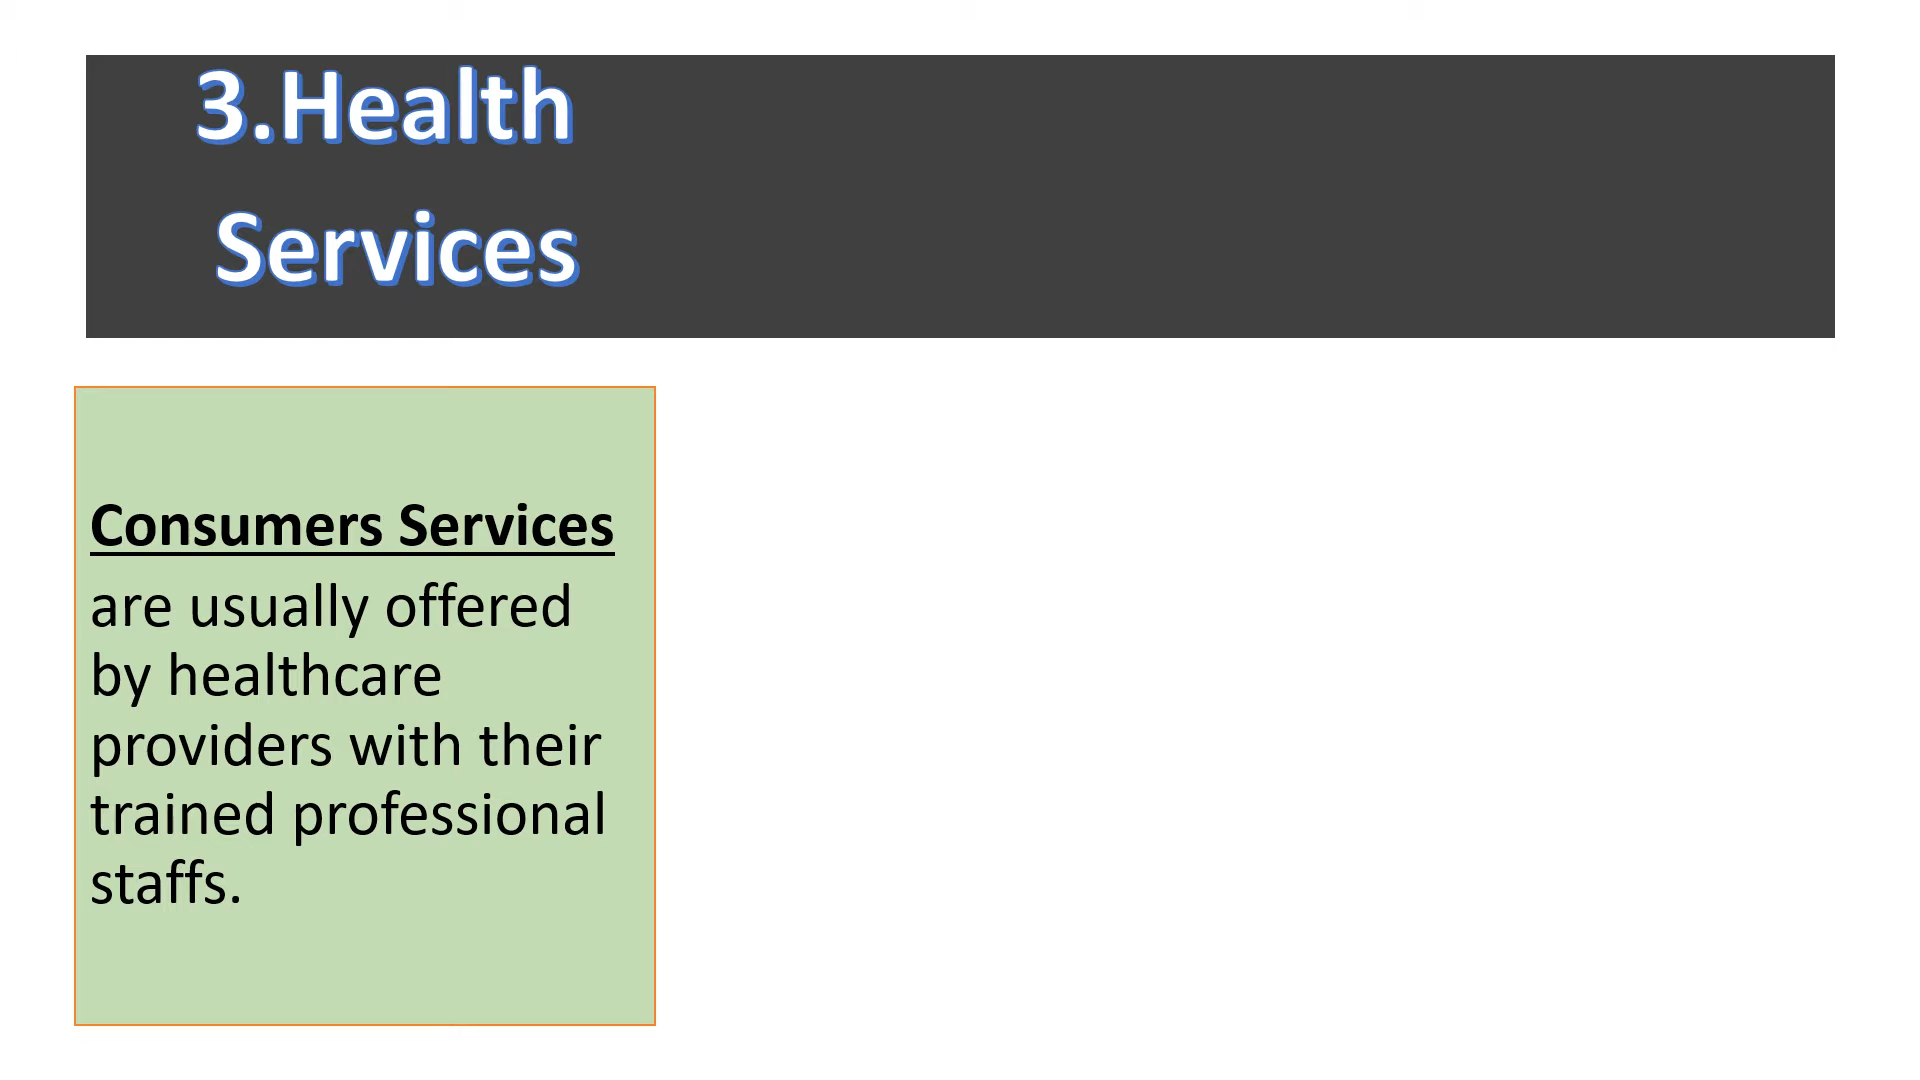 3.Health
Services
Consumers Services
are usually offered
by healthcare
providers with their
trained professional
staffs.